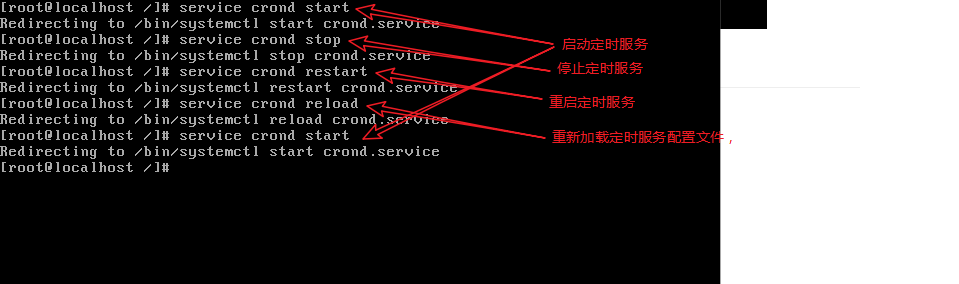 [root@localhost /]# service crond start
Redirecting to /bin/systemctl start crond.service
[root@localhost /]# service crond stop
Redirecting to /bin/systemctl stop crond.service
[root@localhost /]# service crond restart
Redirecting to /bin/systemctl restart crond.service
[root@localhost /]# service crond reload
Redirecting to /bin/systemctl reload crond.service
[root@localhost /]# service crond start
Redirecting to /bin/systemctl start crond.service
[root@localhost /]#
启动定时服务
停止定时服务
重启定时服务
重新加载定时服务配置文件，